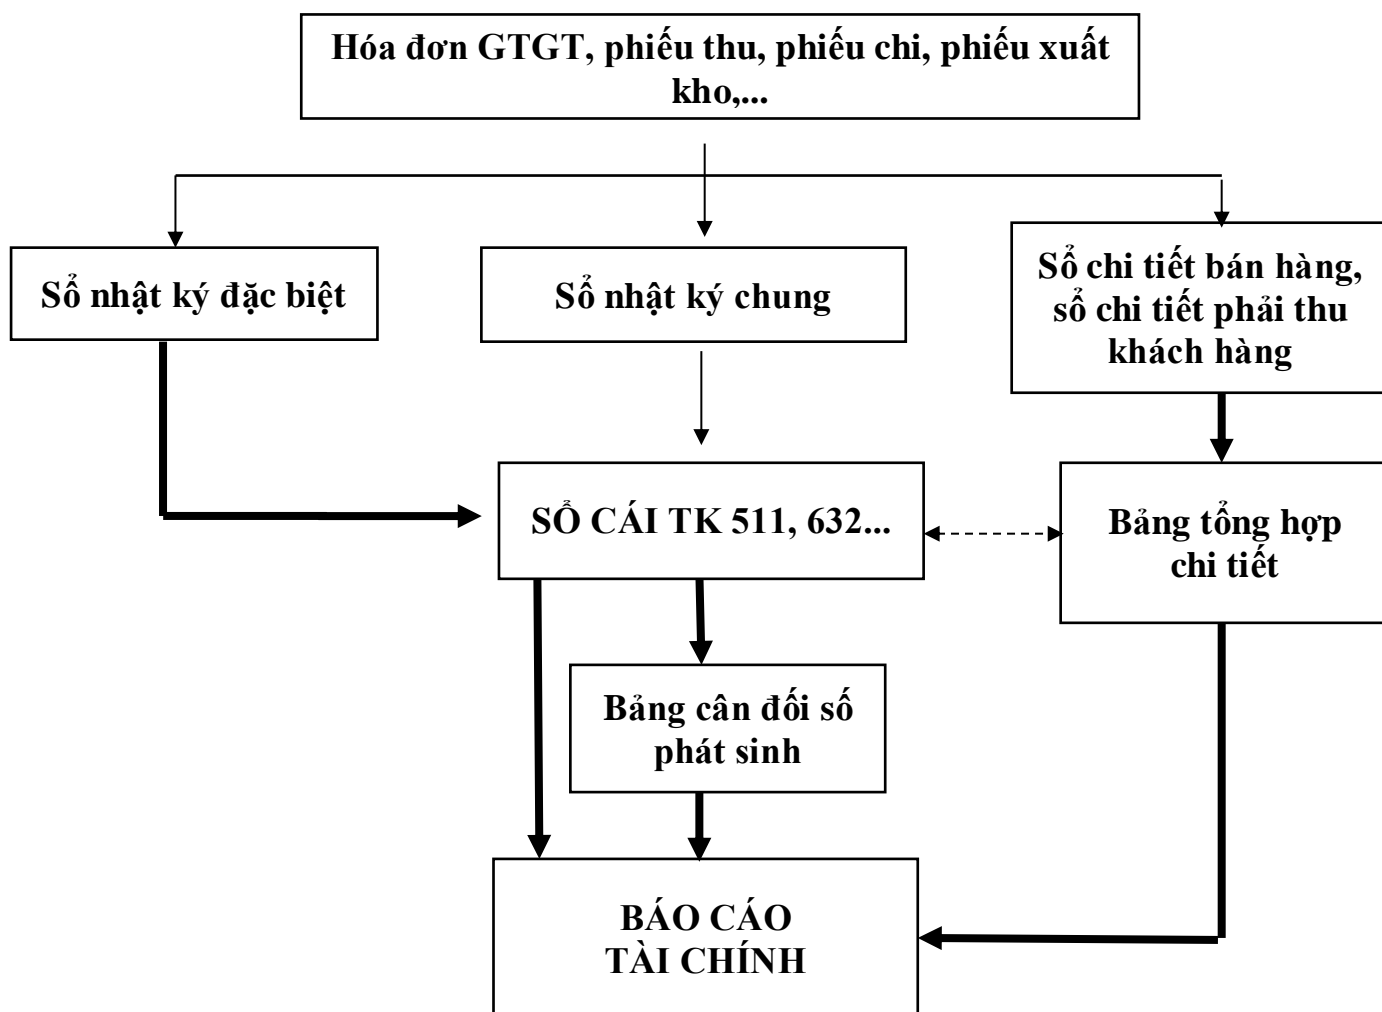 Hóa đơn GTGT, phiếu thu, phiếu chi, phiếu xuất
kho,...
Sổ nhật ký đặc biệt
Sổ nhật ký chung
Sổ chi tiết bán hàng,
sổ chi tiết phải thu
khách hàng
SỔ CÁI TK 511, 632...
Bảng tổng hợp
chi tiết
Bảng cân đối số
phát sinh
BÁO CÁO
TÀI CHÍNH